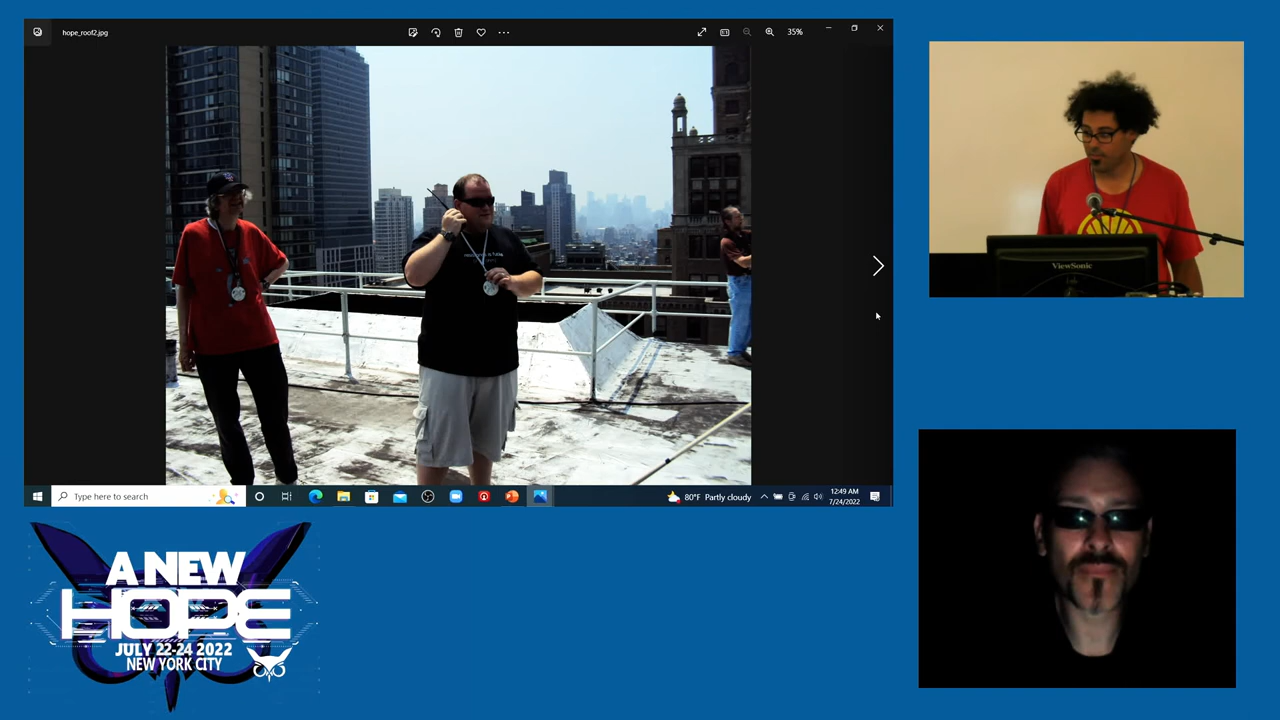 hope_roof2.jpg
35%
Type here to search
80°F Partly cloudy
12:49 AM
7/24/2022
ViewSonic
A NEW
HOPE
JULY 22-24 2022
NEW YORK CITY